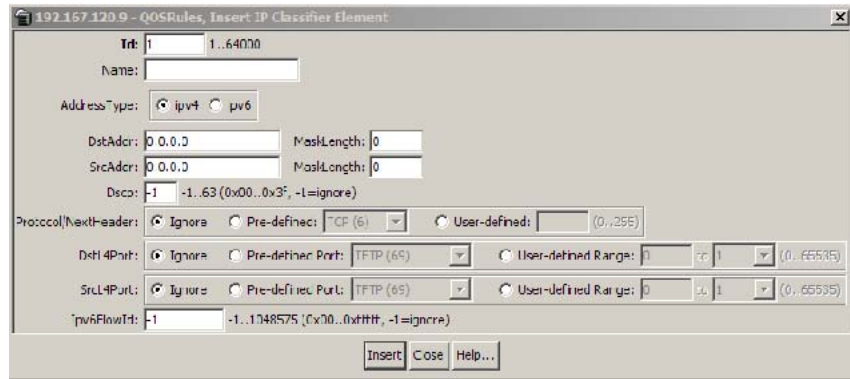 192.167.120.9 - QOSRules, Insert IP Classifier Element
Id: 1 1..64000
Name:
AddressType: ipv4 ipv6
DstAddr: 0.0.0.0 MaskLength: 0
SrcAddr: 0.0.0.0 MaskLength: 0
Dscp: -1 -1..63 (0x00..0x3f, -1=ignore)
Protocol/NextHeader: Ignore Pre-defined: TCP (6) User-defined: (0..255)
DstL4Port: Ignore Pre-defined Port: TFTP (69) User-defined Range: 0 to 1 (0..65535)
SrcL4Port: Ignore Pre-defined Port: TFTP (69) User-defined Range: 0 to 1 (0..65535)
Ipv6FlowId: -1 -1..1048575 (0x00..0xfffff, -1=ignore)
Insert Close Help...